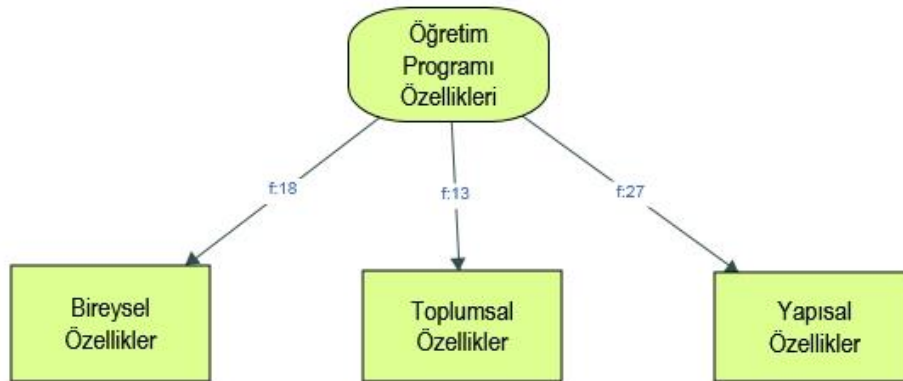 Öğretim
Programı
Özellikleri
f:18
f:13
f:27
Bireysel
Özellikler
Toplumsal
Özellikler
Yapısal
Özellikler